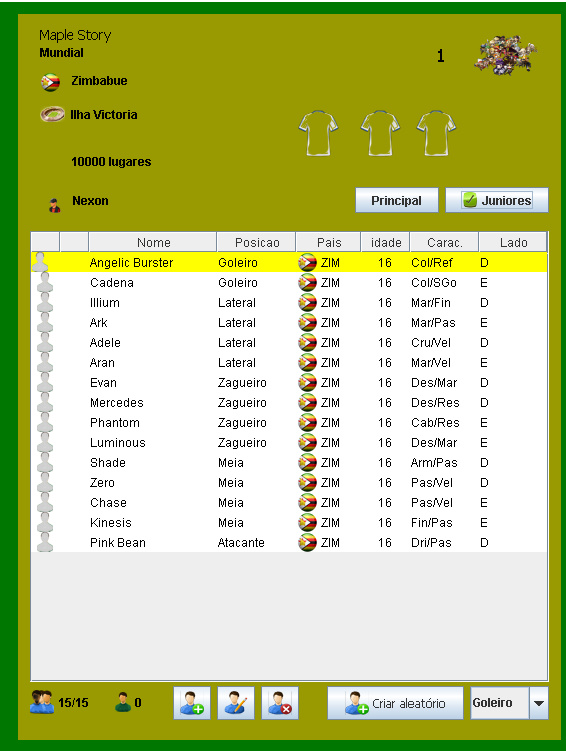 Maple Story
Mundial
1
Zimbabue
Ilha Victoria
10000 lugares
Nexon
Principal Juniores
Nome Posicao Pais idade Carac. Lado
Angelic Burster Goleiro ZIM 16 Col/Ref D
Cadena Goleiro ZIM 16 Col/SGo E
Illium Lateral ZIM 16 Mar/Fin D
Ark Lateral ZIM 16 Mar/Pas E
Adele Lateral ZIM 16 Cru/Vel D
Aran Lateral ZIM 16 Mar/Vel E
Evan Zagueiro ZIM 16 Des/Mar D
Mercedes Zagueiro ZIM 16 Des/Res D
Phantom Zagueiro ZIM 16 Cab/Res E
Luminous Zagueiro ZIM 16 Des/Mar E
Shade Meia ZIM 16 Arm/Pas D
Zero Meia ZIM 16 Pas/Vel D
Chase Meia ZIM 16 Pas/Vel E
Kinesis Meia ZIM 16 Fin/Pas E
Pink Bean Atacante ZIM 16 Dri/Pas D
15/15 0 Criar aleatório Goleiro